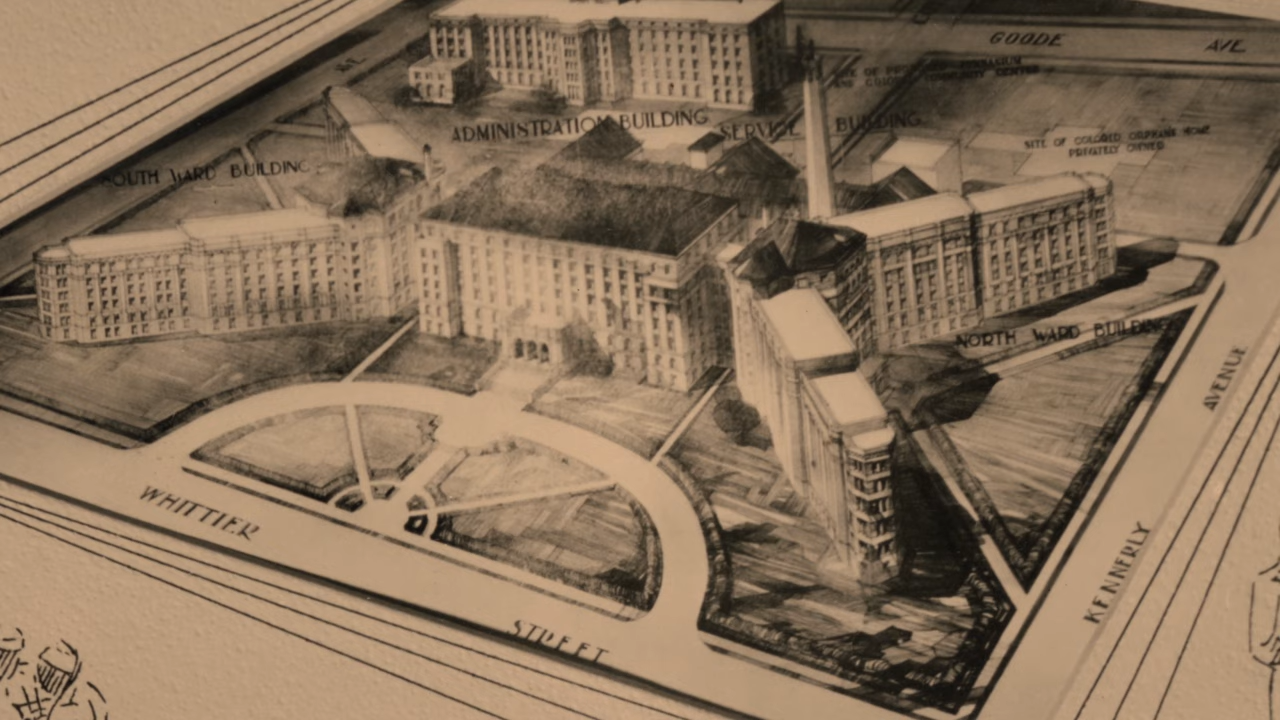 GOODE AVE.
AVE.
ADMINISTRATION BUILDING
SERVICE BUILDING
SITE OF COLORED ORPHANS HOME
PRIVATELY OWNED
SOUTH WARD BUILDING
NORTH WARD BUILDING
WHITTIER STREET
KENNERLY AVENUE